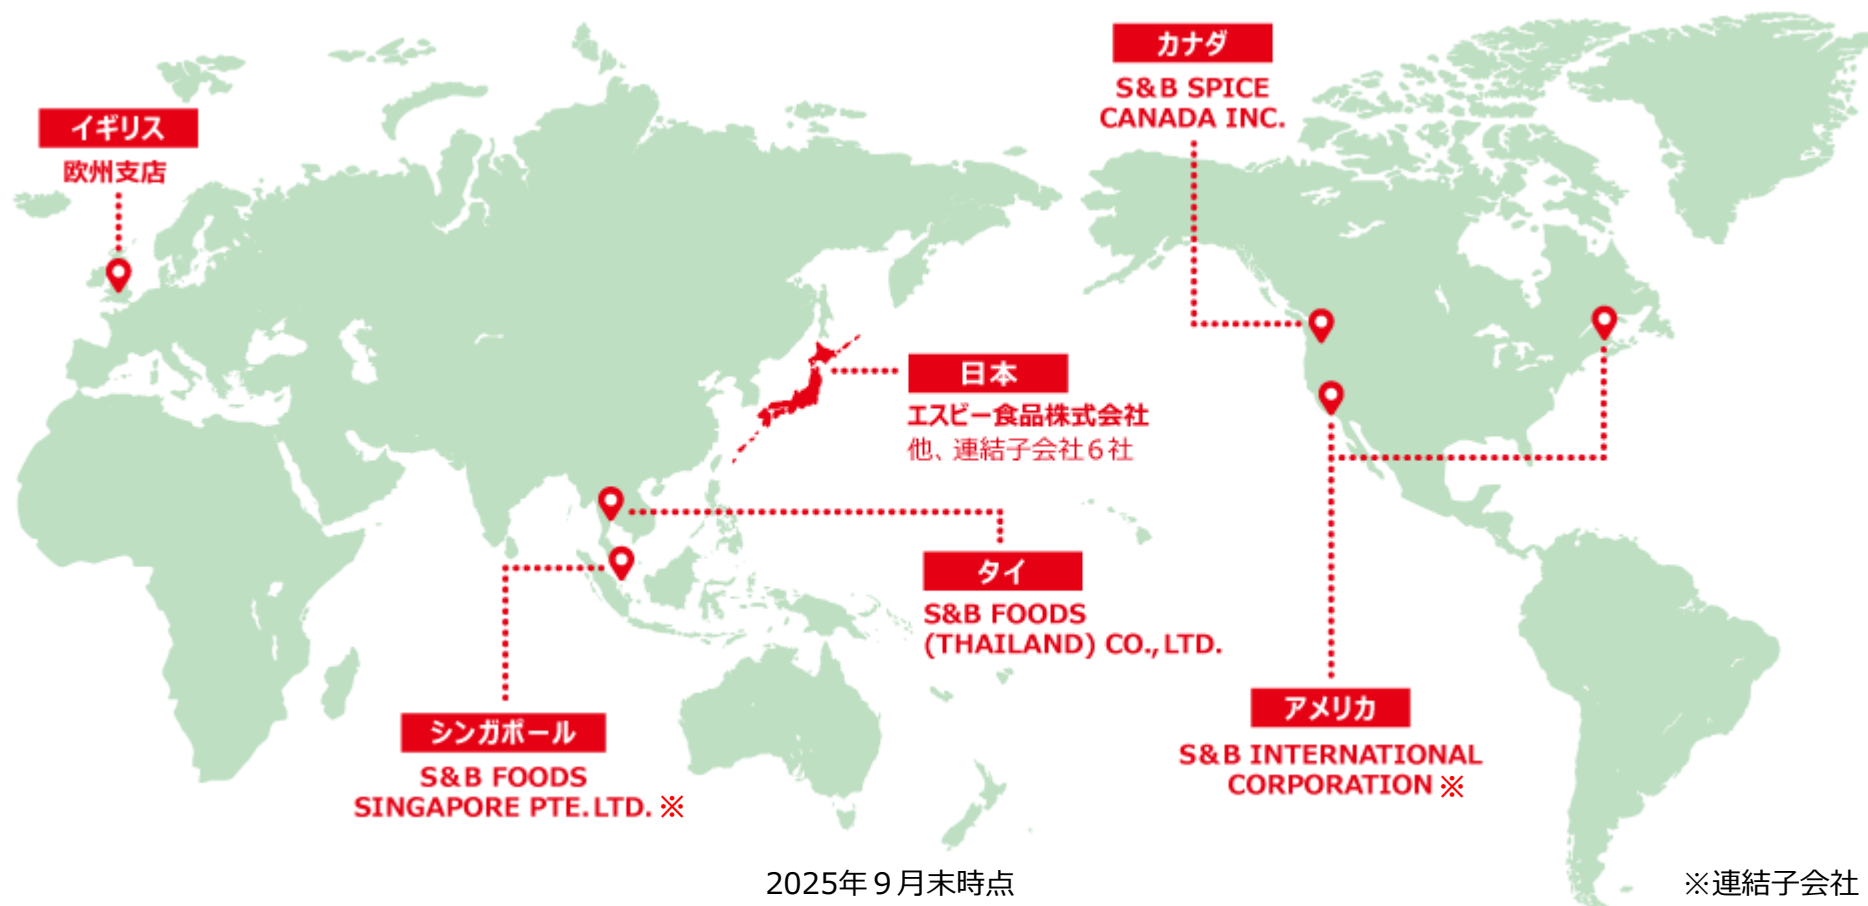 カナダ
S&B SPICE
CANADA INC.
イギリス
欧州支店
日本
エスビー食品株式会社
他、連結子会社6社
タイ
S&B FOODS
(THAILAND) CO.,LTD.
シンガポール
S&B FOODS
SINGAPORE PTE.LTD. ※
アメリカ
S&B INTERNATIONAL
CORPORATION ※
2025年9月末時点
※連結子会社